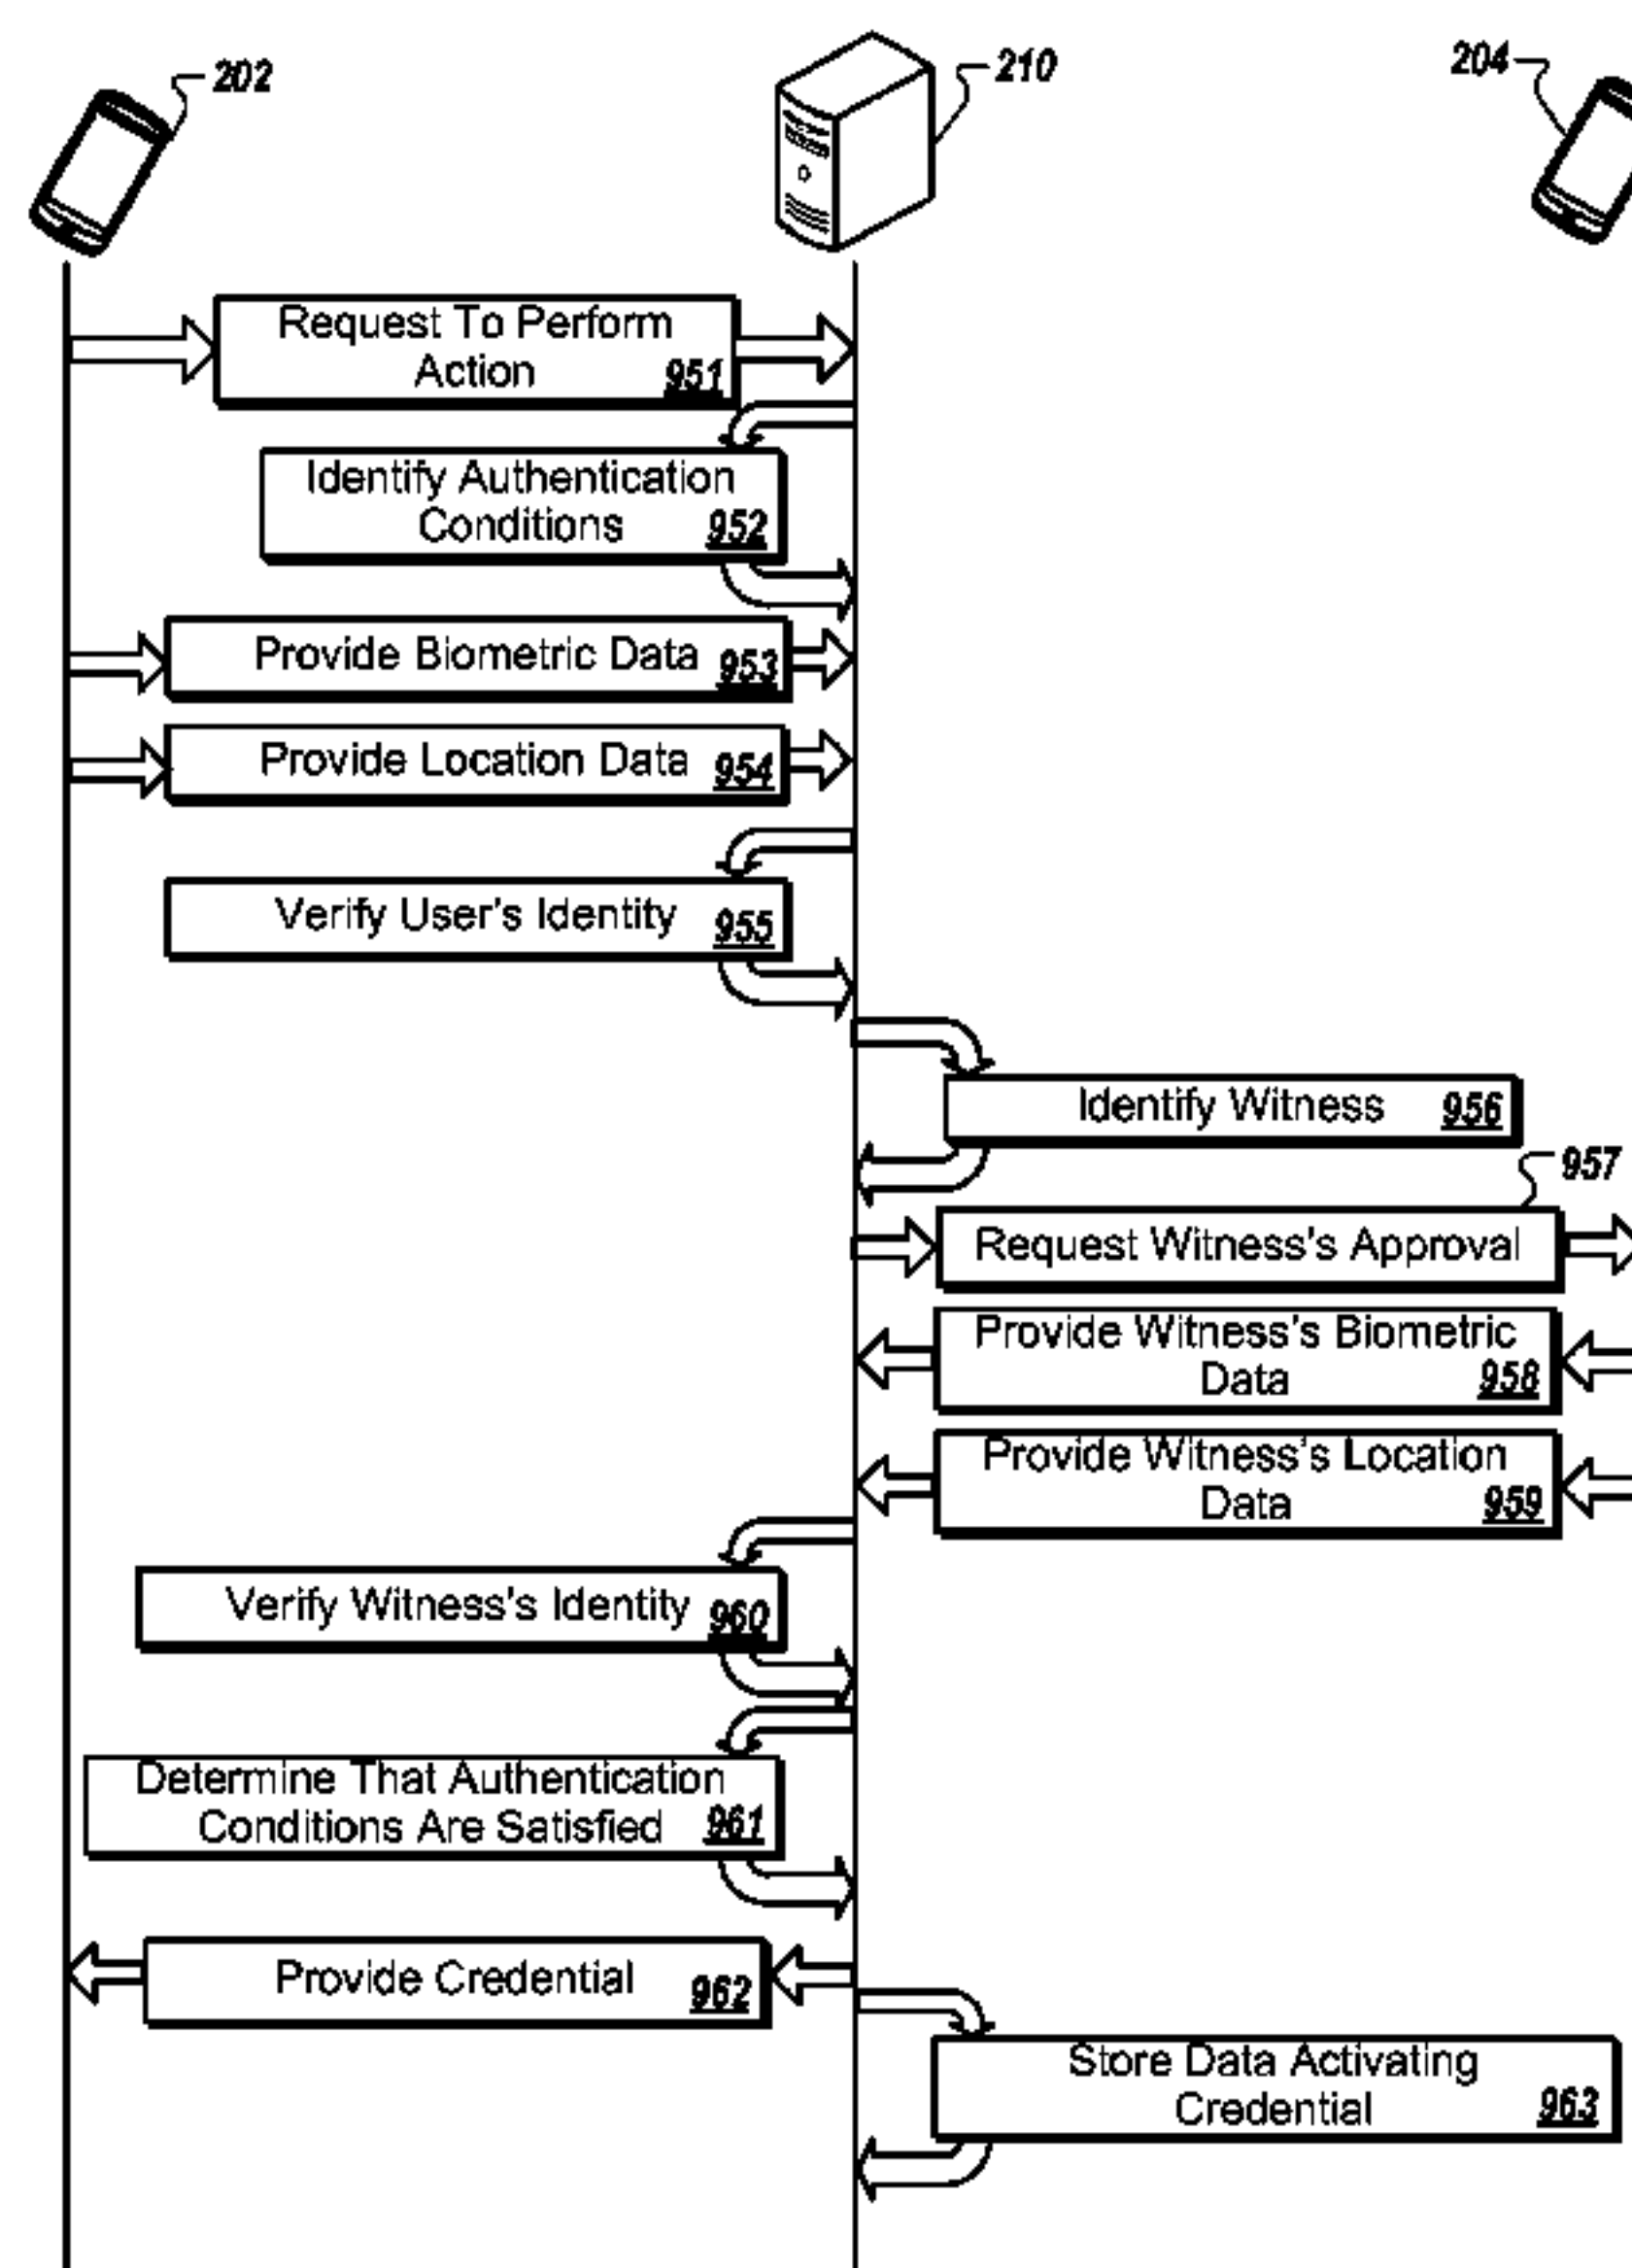 202
210
204
Request To Perform
Action 951
Identify Authentication
Conditions 952
Provide Biometric Data 953
Provide Location Data 954
Verify User's Identity 955
Identify Witness 956
957
Request Witness's Approval
Provide Witness's Biometric
Data 958
Provide Witness's Location
Data 959
Verify Witness's Identity 960
Determine That Authentication
Conditions Are Satisfied 961
Provide Credential 962
Store Data Activating
Credential 963